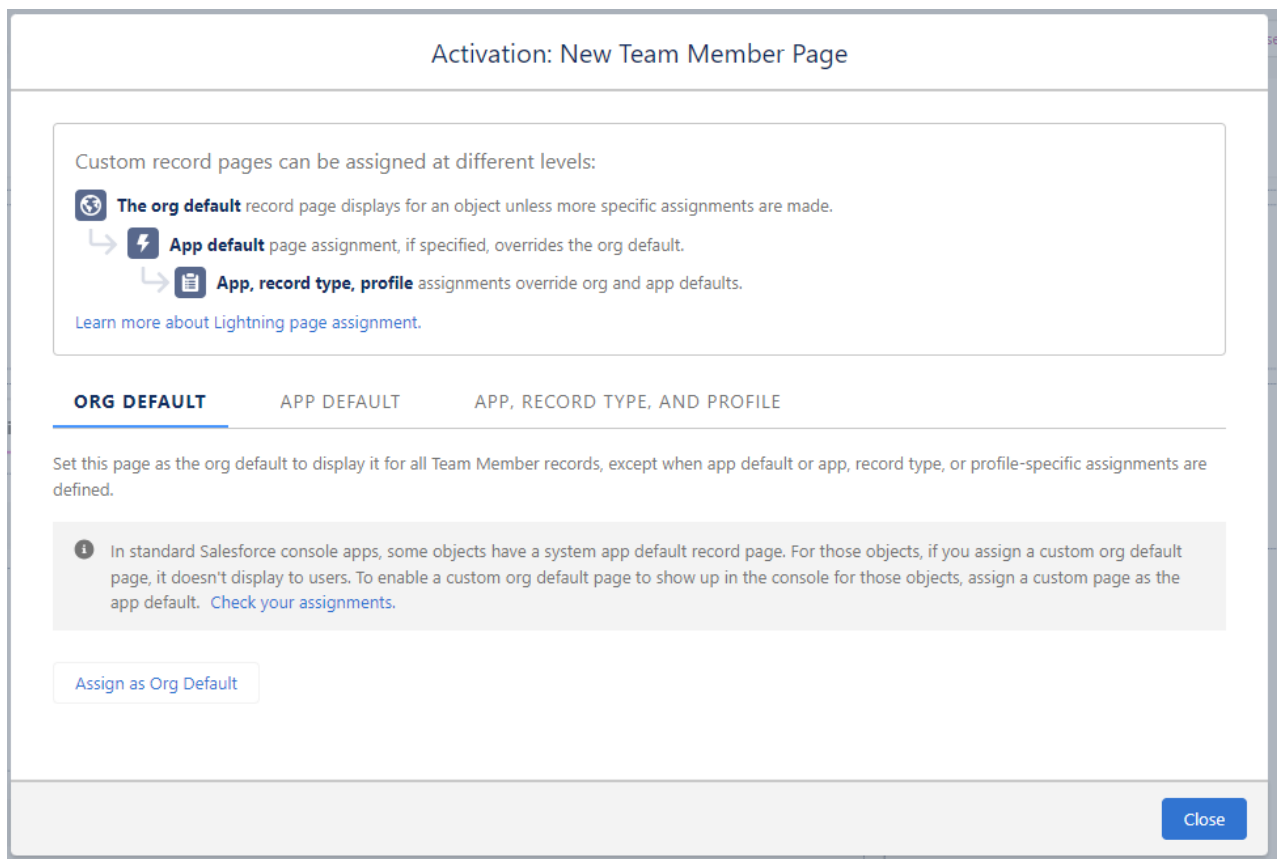 Activation: New Team Member Page
Custom record pages can be assigned at different levels:
The org default record page displays for an object unless more specific assignments are made.
App default page assignment, if specified, overrides the org default.
App, record type, profile assignments override org and app defaults.
Learn more about Lightning page assignment.
ORG DEFAULT APP DEFAULT APP, RECORD TYPE, AND PROFILE
Set this page as the org default to display it for all Team Member records, except when app default or app, record type, or profile-specific assignments are
defined.
In standard Salesforce console apps, some objects have a system app default record page. For those objects, if you assign a custom org default
page, it doesn't display to users. To enable a custom org default page to show up in the console for those objects, assign a custom page as the
app default. Check your assignments.
Assign as Org Default
Close